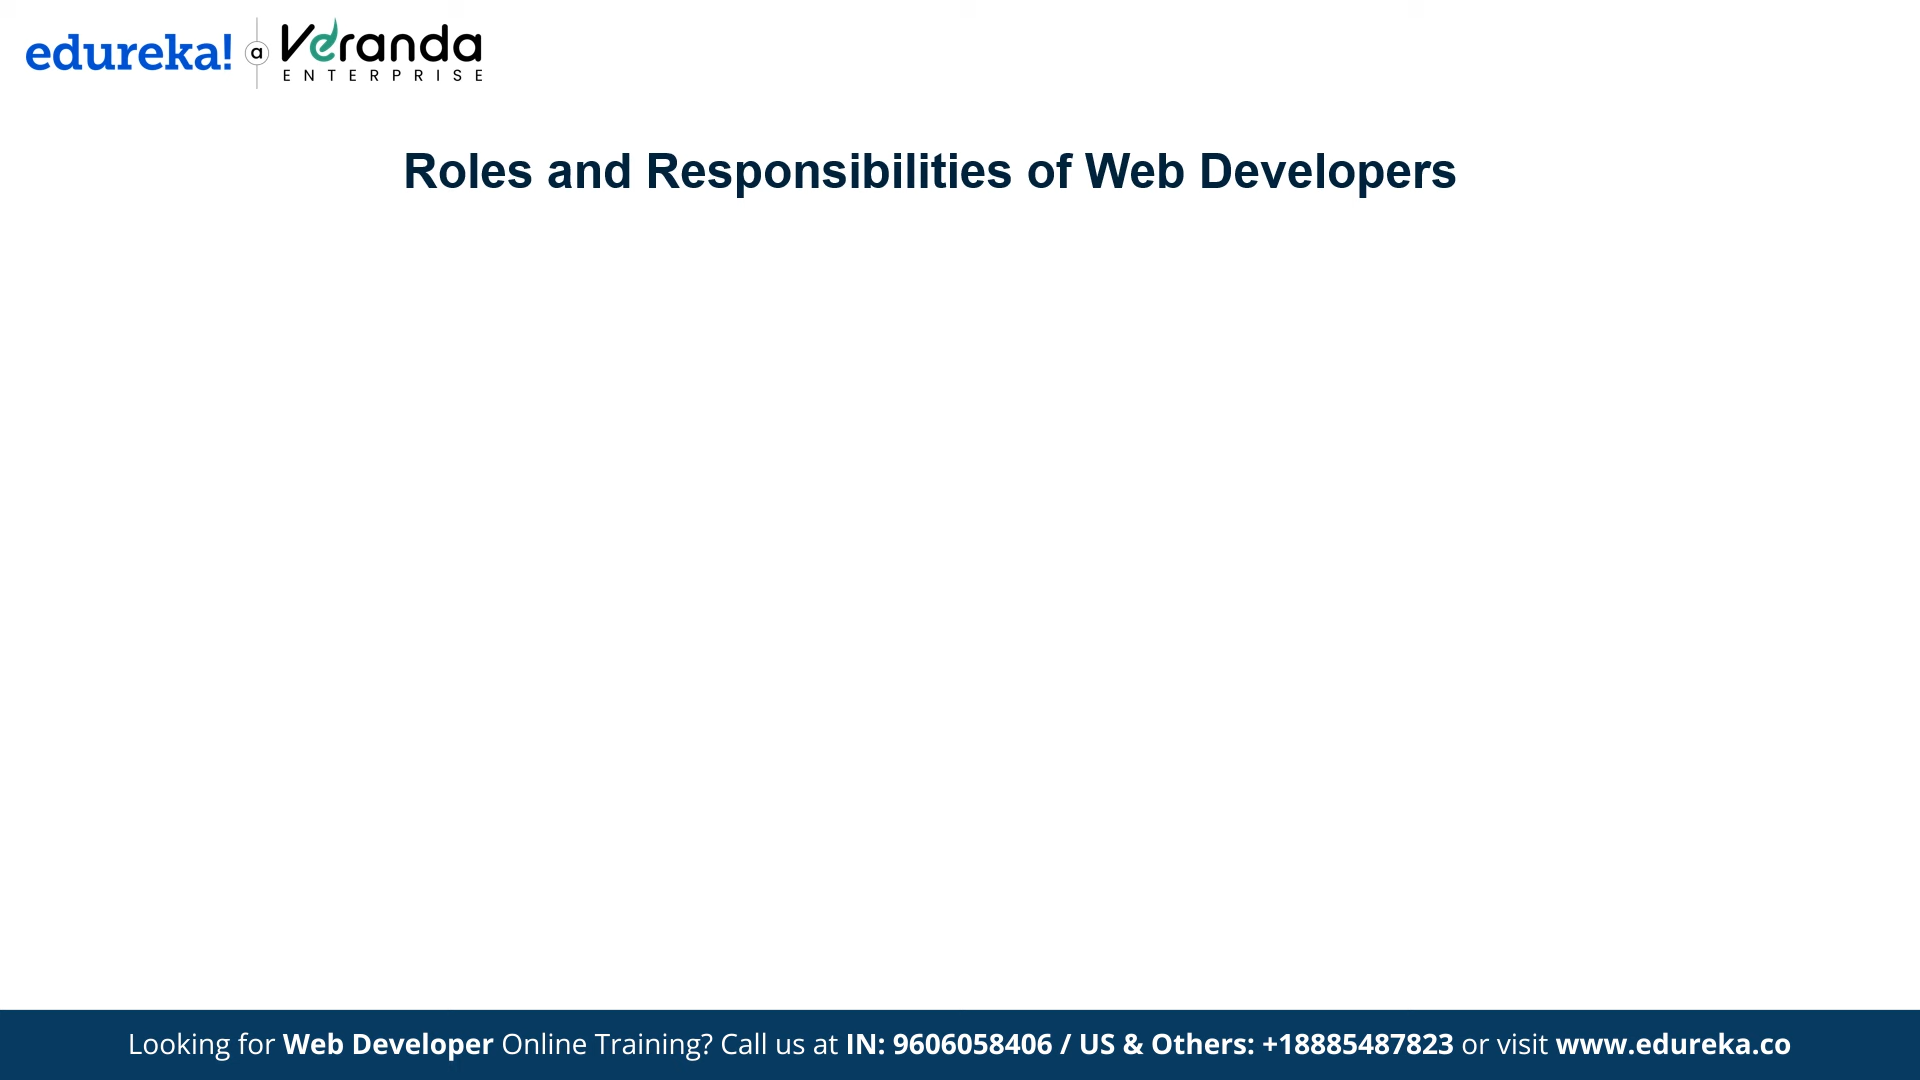 edureka! a Veranda
ENTERPRISE
Roles and Responsibilities of Web Developers
Looking for Web Developer Online Training? Call us at IN: 9606058406 / US & Others: +18885487823 or visit www.edureka.co